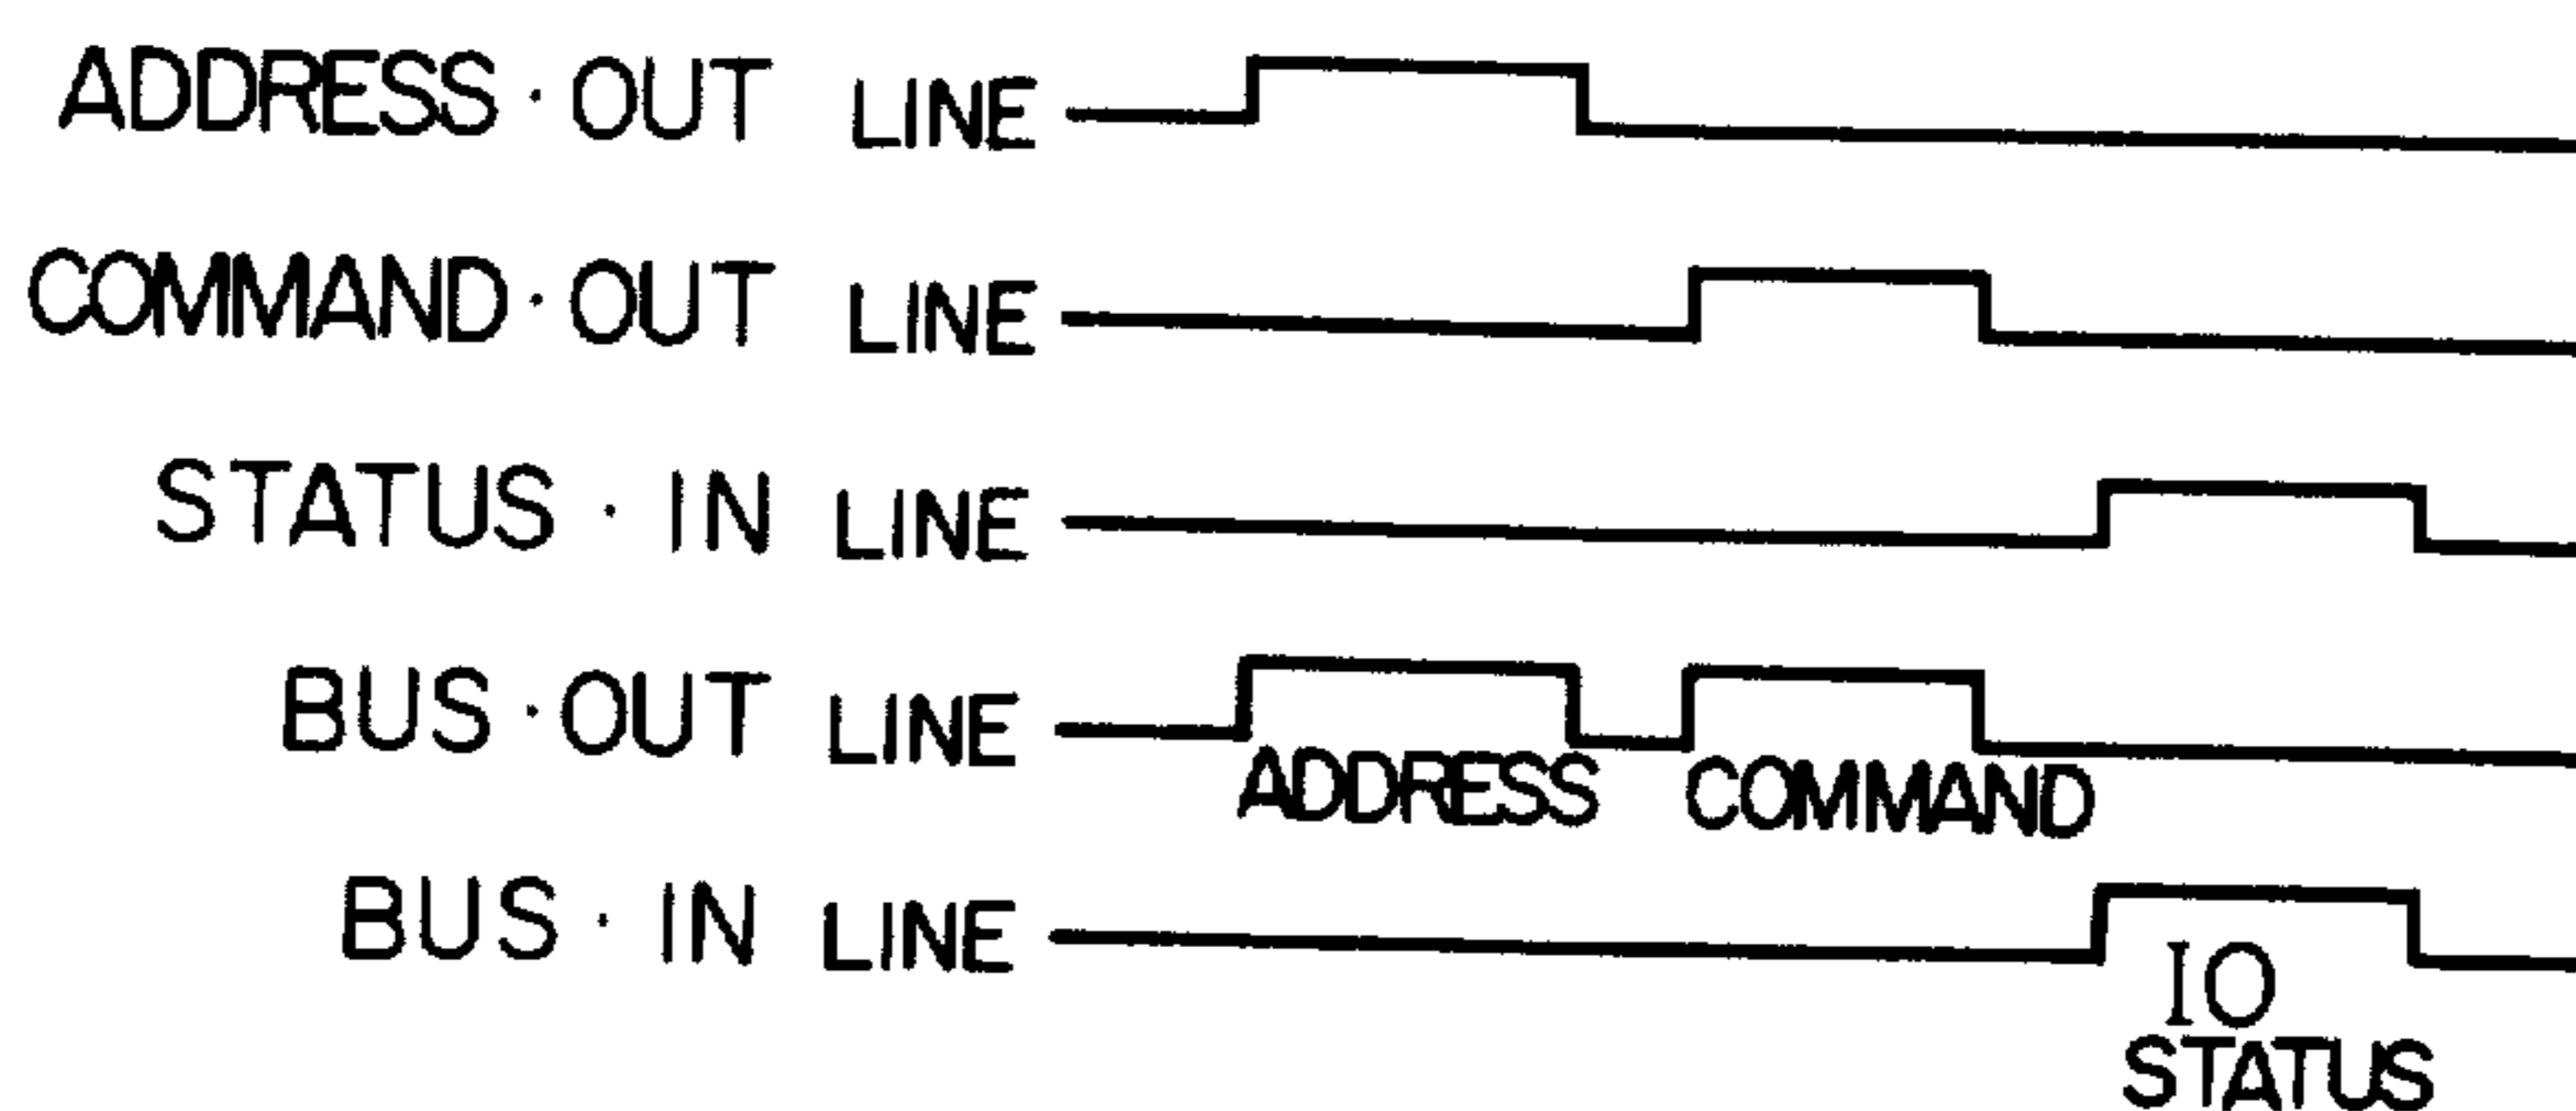 ADDRESS·OUT LINE
COMMAND·OUT LINE
STATUS · IN LINE
BUS·OUT LINE
ADDRESS COMMAND
BUS · IN LINE
IO
STATUS